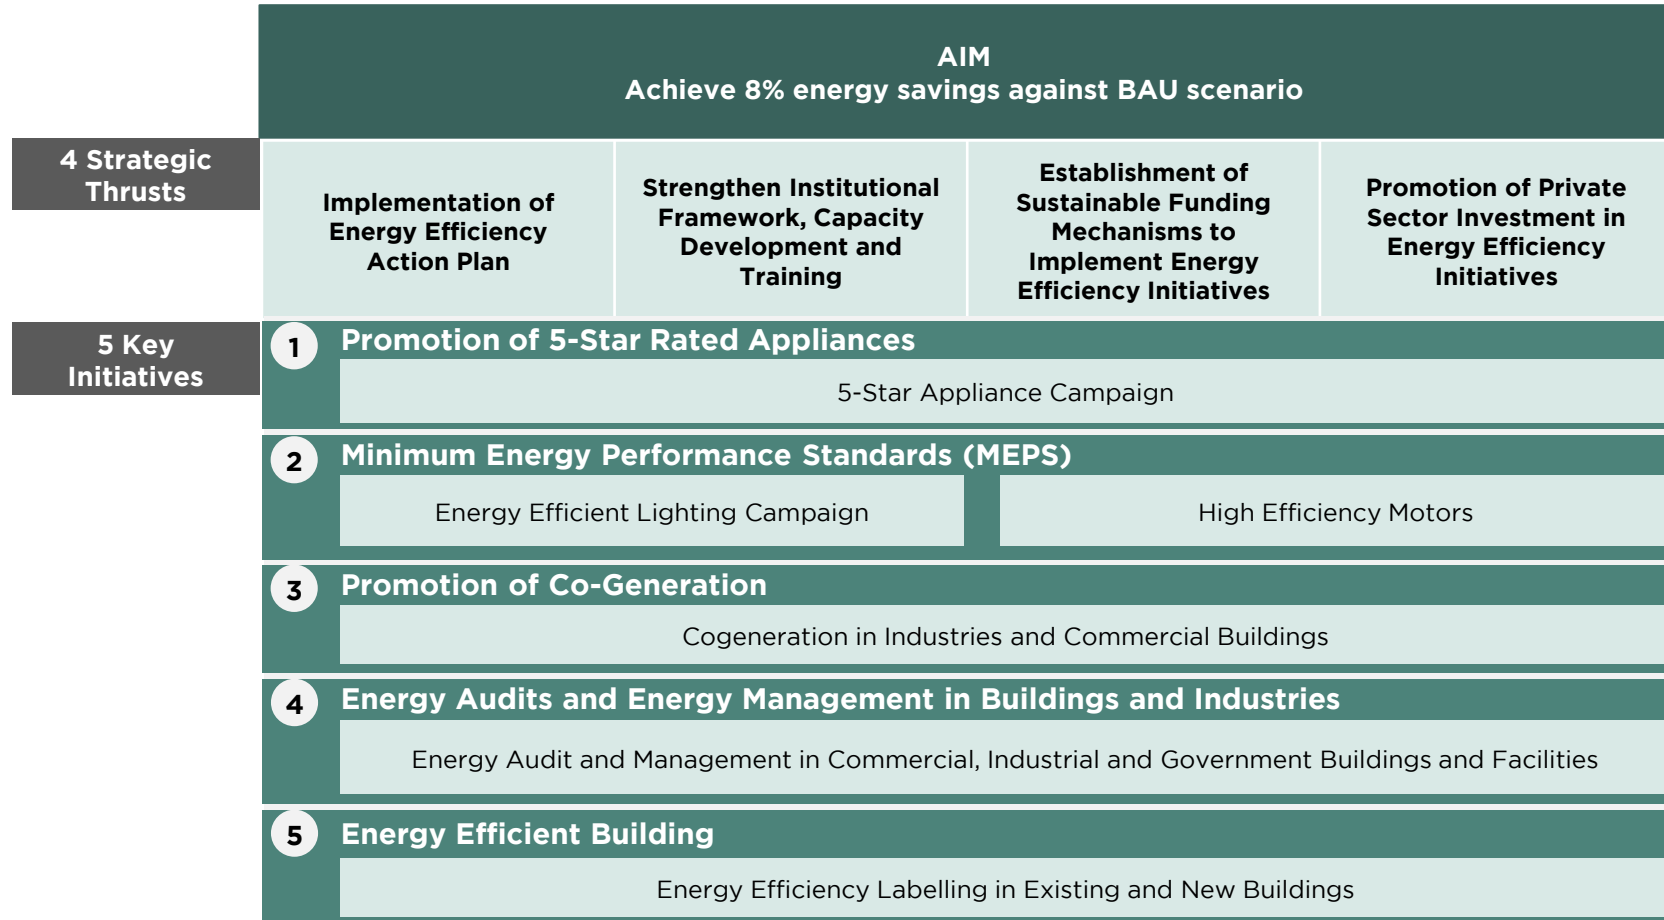 AIM
Achieve 8% energy savings against BAU scenario
4 Strategic
Thrusts
Implementation of
Energy Efficiency
Action Plan
Strengthen Institutional
Framework, Capacity
Development and
Training
Establishment of
Sustainable Funding
Mechanisms to
Implement Energy
Efficiency Initiatives
Promotion of Private
Sector Investment in
Energy Efficiency
Initiatives
5 Key
Initiatives
1 Promotion of 5-Star Rated Appliances
5-Star Appliance Campaign
2 Minimum Energy Performance Standards (MEPS)
Energy Efficient Lighting Campaign
High Efficiency Motors
3 Promotion of Co-Generation
Cogeneration in Industries and Commercial Buildings
4 Energy Audits and Energy Management in Buildings and Industries
Energy Audit and Management in Commercial, Industrial and Government Buildings and Facilities
5 Energy Efficient Building
Energy Efficiency Labelling in Existing and New Buildings